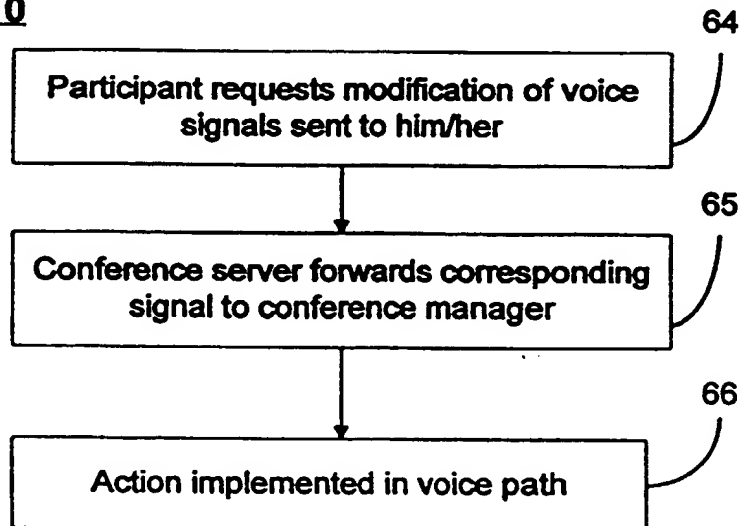 0
64
Participant requests modification of voice
signals sent to him/her
65
Conference server forwards corresponding
signal to conference manager
66
Action implemented in voice path